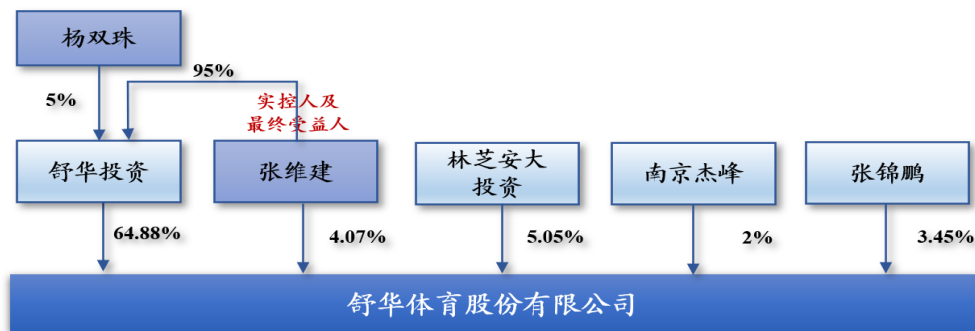 杨双珠
95%
5%
实控人及
最终受益人
舒华投资
张维建
林芝安大
投资
南京杰峰
张锦鹏
64.88%
4.07%
5.05%
2%
3.45%
舒华体育股份有限公司